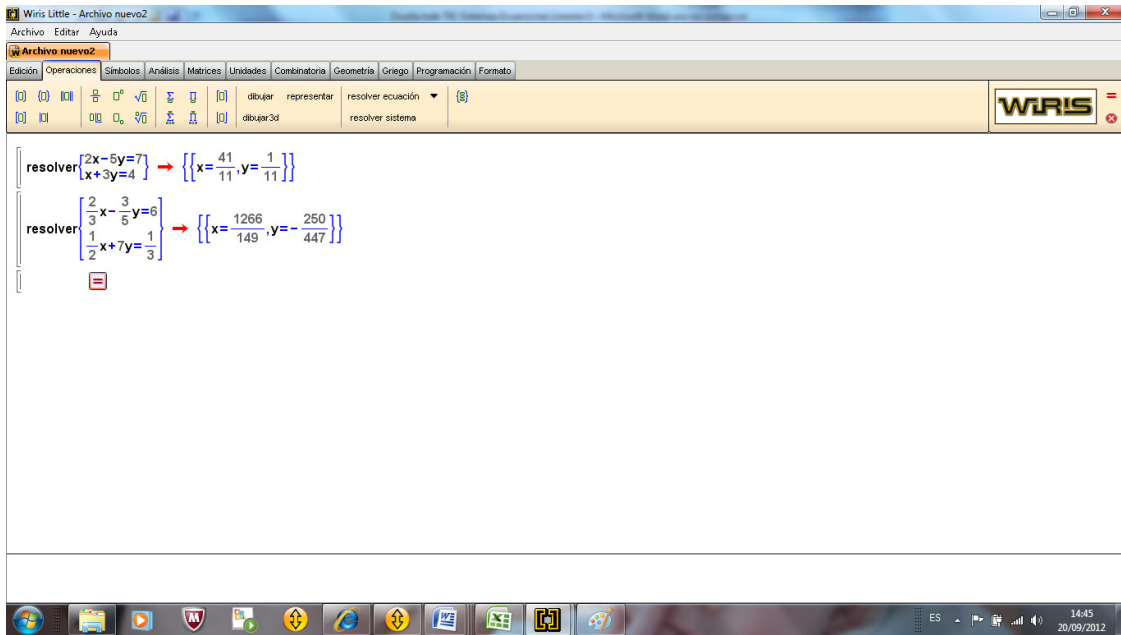 Wiris Little - Archivo nuevo2
Archivo Editar Ayuda
Archivo nuevo2
Edición Operaciones Símbolos Análisis Matrices Unidades Combinatoria Geometría Griego Programación Formato
dibujar representar resolver ecuación
dibujar3d resolver sistema
WIRIS
resolver{[2x-5y=7
x+3y=4]} → {{x=41/11,y=1/11}}
resolver{[2/3x-3/5y=6
1/2x+7y=1/3]} → {{x=1266/149,y=-250/447}}
=
ES 14:45
20/09/2012